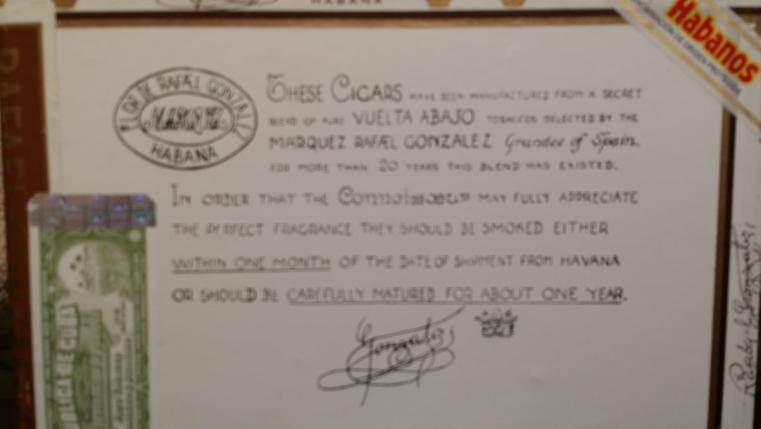 HABANA
Habanos
FLOR DE RAFAEL GONZALEZ
MARQUEZ
HABANA
THESE CIGARS HAVE BEEN MANUFACTURED FROM A SECRET
BLEND OF PURE VUELTA ABAJO TOBACCOS SELECTED BY THE
MARQUEZ RAFAEL GONZALEZ Grandee of Spain.
FOR MORE THAN 20 YEARS THIS BLEND HAS EXISTED.
IN ORDER THAT THE Connoisseur MAY FULLY APPRECIATE
THE PERFECT FRAGRANCE THEY SHOULD BE SMOKED EITHER
WITHIN ONE MONTH OF THE DATE OF SHIPMENT FROM HAVANA
OR SHOULD BE CAREFULLY MATURED FOR ABOUT ONE YEAR.
Gonzalez